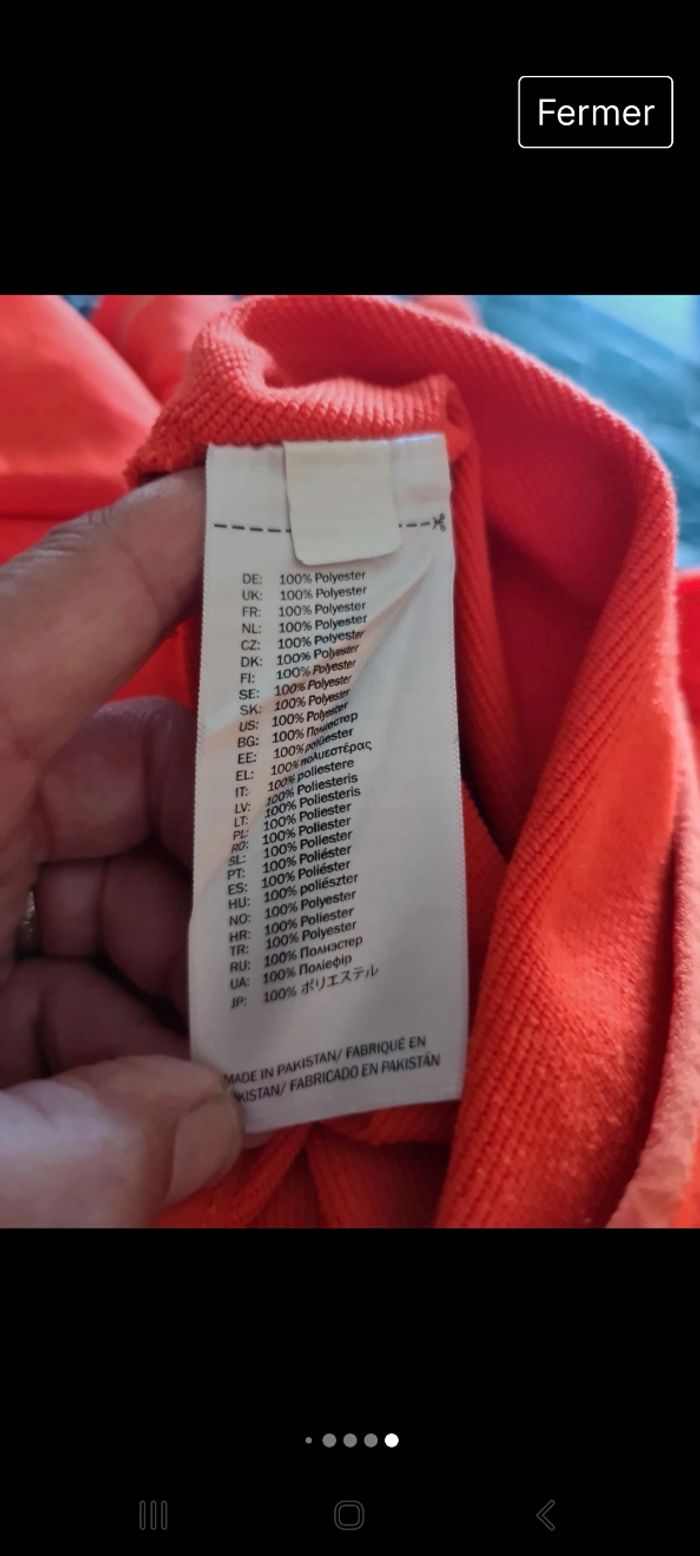 Fermer
DE: 100% Polyester
UK: 100% Polyester
FR: 100% Polyester
NL: 100% Polyester
CZ: 100% Polyester
DK: 100% Polyester
FI: 100% Polyester
SE: 100% Polyester
SK: 100% Polyester
US: 100% Polyester
BG: 100% Полиестер
EE: 100% polüester
EL: 100% πολυεστέρας
IT: 100% poliestere
LV: 100% Poliesteris
LT: 100% Poliesteris
PL: 100% Poliester
RO: 100% Poliester
SL: 100% Poliester
PT: 100% Poliéster
ES: 100% Poliéster
HU: 100% poliészter
NO: 100% Polyester
HR: 100% Poliester
TR: 100% Polyester
RU: 100% Полиэстер
UA: 100% Поліефір
JP: 100% ポリエステル
MADE IN PAKISTAN/ FABRIQUÉ EN
KISTAN/ FABRICADO EN PAKISTÁN